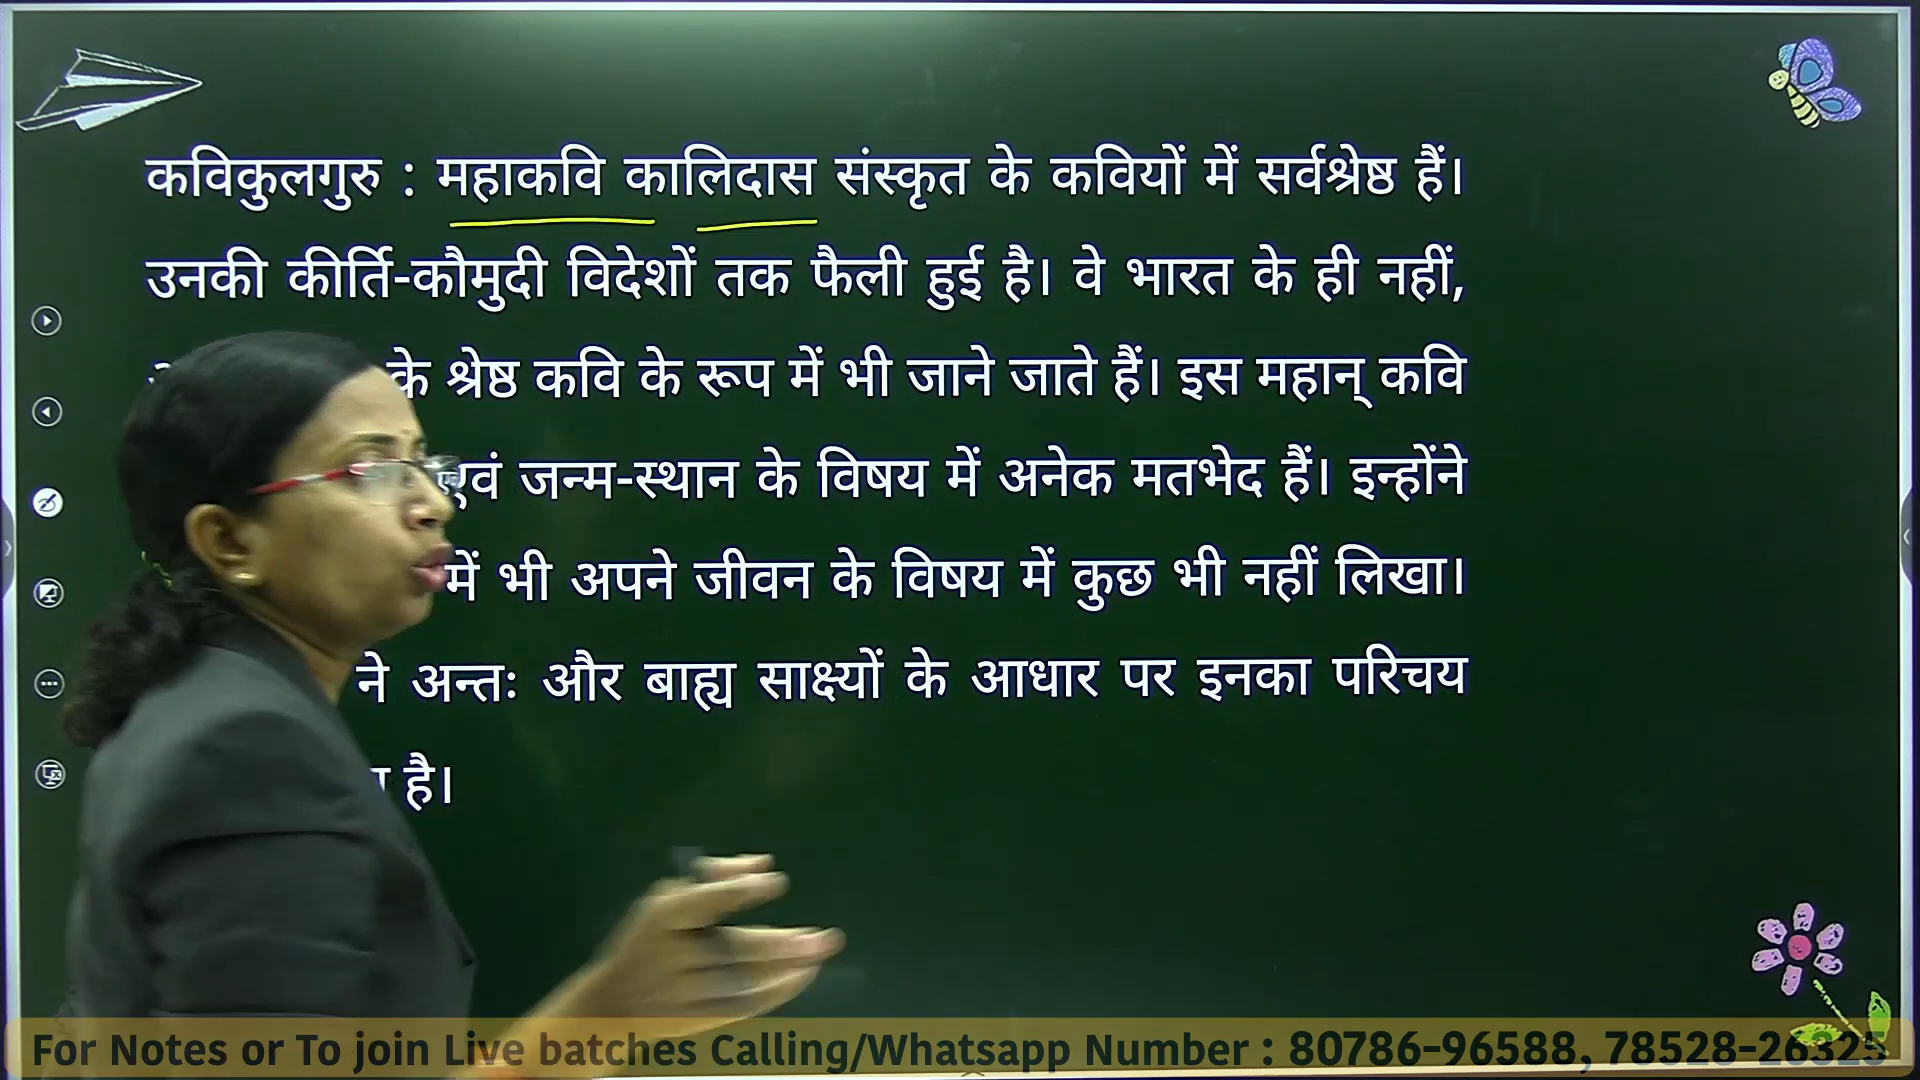 कविकुलगुरु : महाकवि कालिदास संस्कृत के कवियों में सर्वश्रेष्ठ हैं।
उनकी कीर्ति-कौमुदी विदेशों तक फैली हुई है। वे भारत के ही नहीं,
के श्रेष्ठ कवि के रूप में भी जाने जाते हैं। इस महान् कवि
एवं जन्म-स्थान के विषय में अनेक मतभेद हैं। इन्होंने
में भी अपने जीवन के विषय में कुछ भी नहीं लिखा।
ने अन्तः और बाह्य साक्ष्यों के आधार पर इनका परिचय
है।
For Notes or To join Live batches Calling/Whatsapp Number : 80786-96588, 78528-26325